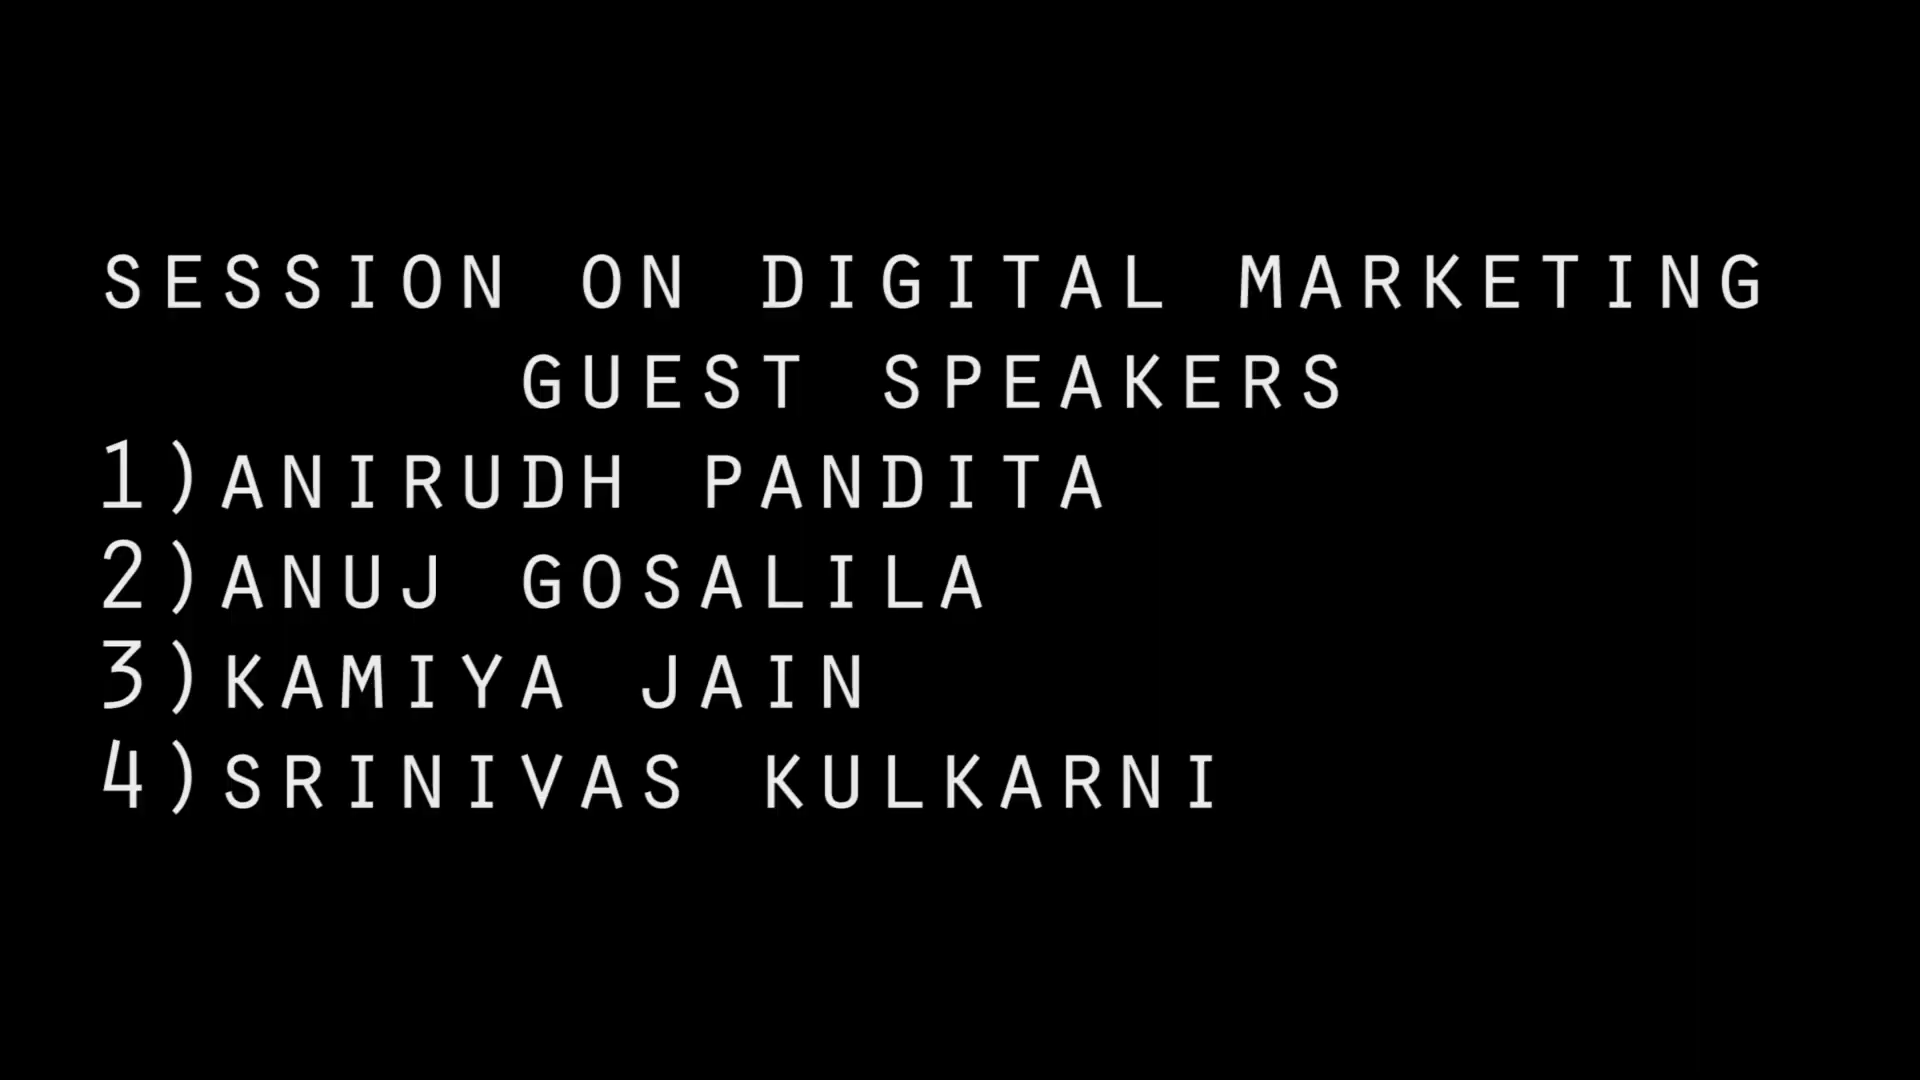 SESSION ON DIGITAL MARKETING
GUEST SPEAKERS
1)ANIRUDH PANDITA
2)ANUJ GOSALILA
3)KAMIYA JAIN
4)SRINIVAS KULKARNI